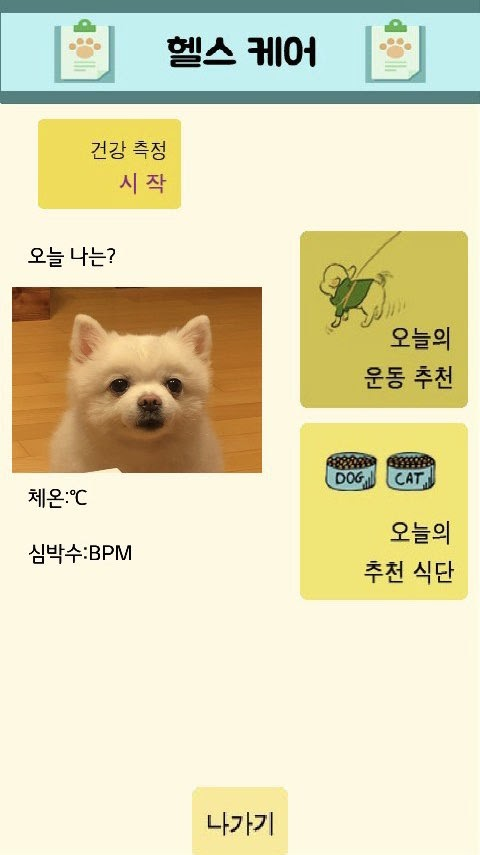 헬스 케어
건강 측정
시 작
오늘 나는?
오늘의
운동 추천
DOG CAT
오늘의
추천 식단
체온:℃
심박수:BPM
나가기